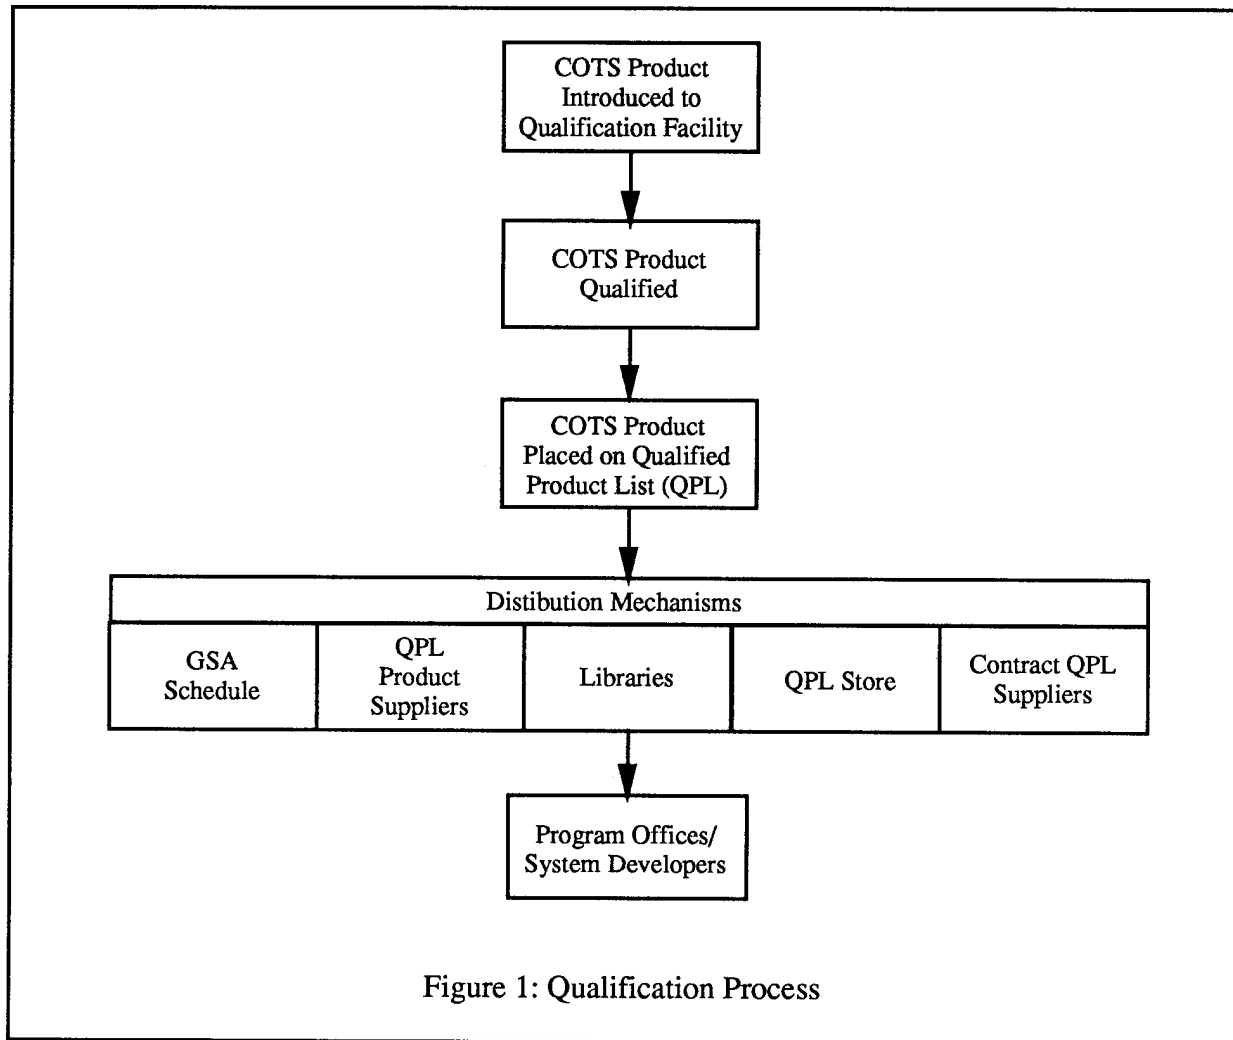 COTS Product
Introduced to
Qualification Facility
COTS Product
Qualified
COTS Product
Placed on Qualified
Product List (QPL)
Distibution Mechanisms
GSA
Schedule
QPL
Product
Suppliers
Libraries
QPL Store
Contract QPL
Suppliers
Program Offices/
System Developers
Figure 1: Qualification Process